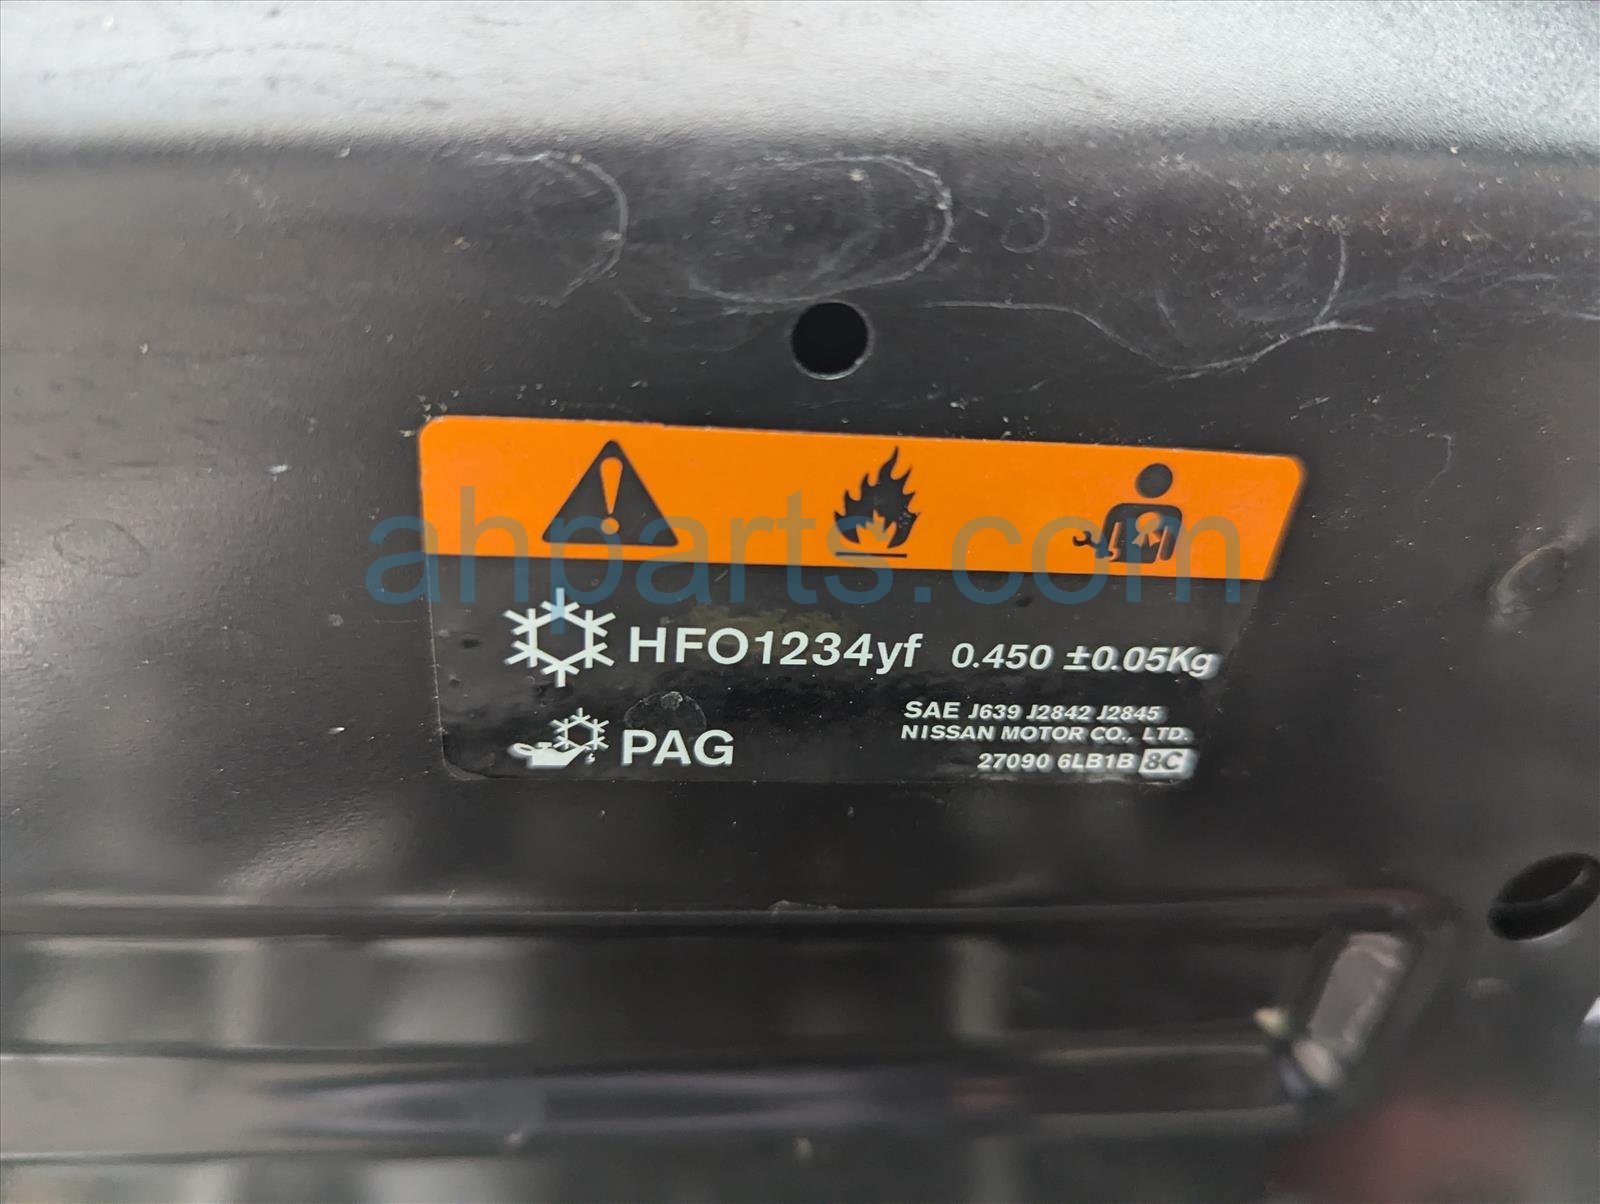 ahparts.com
HFO1234yf 0.450 ±0.05Kg
PAG
SAE J639 J2842 J2845
NISSAN MOTOR CO., LTD.
27090 6LB1B 8C